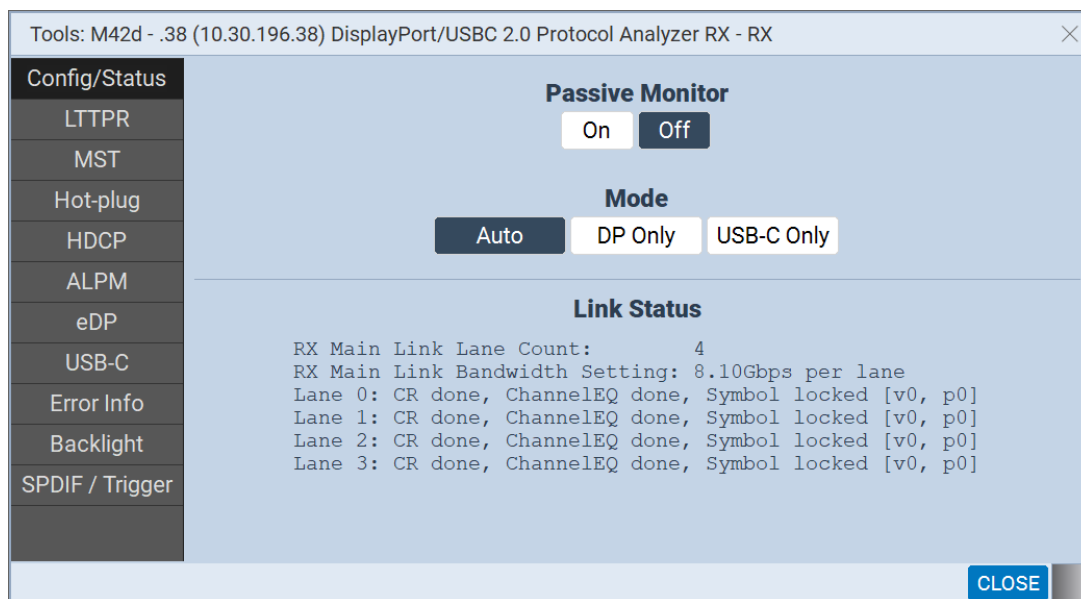 Tools: M42d - .38 (10.30.196.38) DisplayPort/USBC 2.0 Protocol Analyzer RX - RX
Config/Status
LTTPR
MST
Hot-plug
HDCP
ALPM
eDP
USB-C
Error Info
Backlight
SPDIF / Trigger
Passive Monitor
On Off
Mode
Auto DP Only USB-C Only
Link Status
RX Main Link Lane Count: 4
RX Main Link Bandwidth Setting: 8.10Gbps per lane
Lane 0: CR done, ChannelEQ done, Symbol locked [v0, p0]
Lane 1: CR done, ChannelEQ done, Symbol locked [v0, p0]
Lane 2: CR done, ChannelEQ done, Symbol locked [v0, p0]
Lane 3: CR done, ChannelEQ done, Symbol locked [v0, p0]
CLOSE